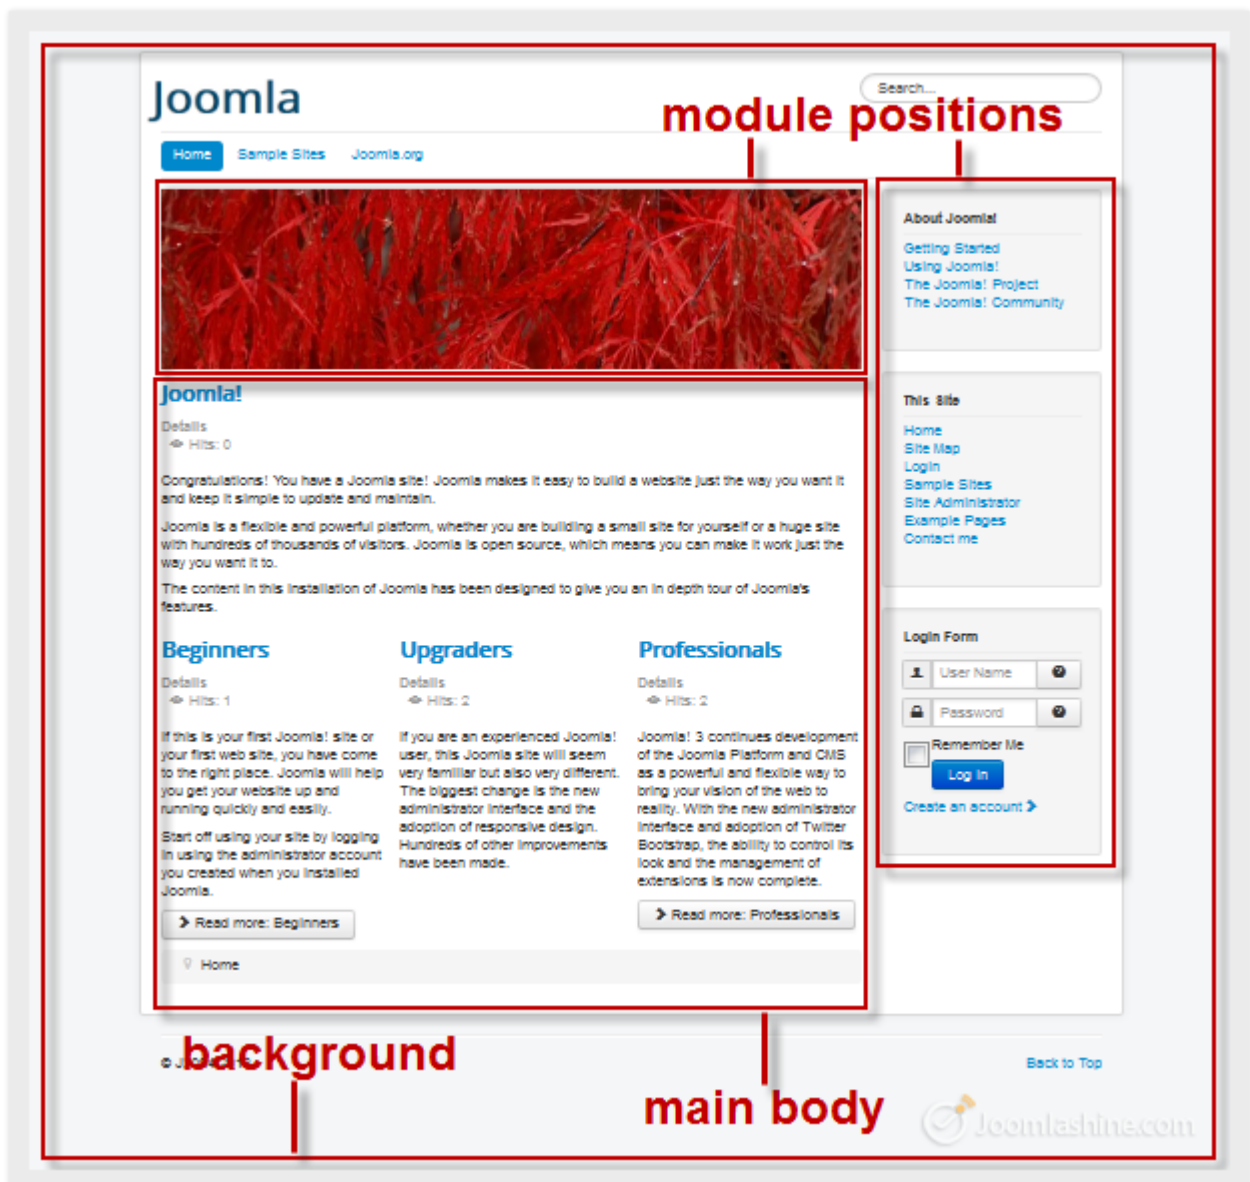 Joomla
Search...
module positions
Home Sample Sites Joomla.org
About Joomla!
Getting Started
Using Joomla!
The Joomla! Project
The Joomla! Community
This Site
Home
Site Map
Login
Sample Sites
Site Administrator
Example Pages
Contact me
Login Form
User Name
Password
Remember Me
Log in
Create an account
Joomla!
Details
Hits: 0
Congratulations! You have a Joomla site! Joomla makes it easy to build a website just the way you want it
and keep it simple to update and maintain.
Joomla is a flexible and powerful platform, whether you are building a small site for yourself or a huge site
with hundreds of thousands of visitors. Joomla is open source, which means you can make it work just the
way you want it to.
The content in this installation of Joomla has been designed to give you an in depth tour of Joomla's
features.
Beginners
Details
Hits: 1
If this is your first Joomla! site or
your first web site, you have come
to the right place. Joomla will help
you get your website up and
running quickly and easily.
Start off using your site by logging
in using the administrator account
you created when you installed
Joomla.
Read more: Beginners
Upgraders
Details
Hits: 2
If you are an experienced Joomla!
user, this Joomla site will seem
very familiar but also very different.
The biggest change is the new
administrator interface and the
adoption of responsive design.
Hundreds of other improvements
have been made.
Professionals
Details
Hits: 2
Joomla! 3 continues development
of the Joomla Platform and CMS
as a powerful and flexible way to
bring your vision of the web to
reality. With the new administrator
interface and adoption of Twitter
Bootstrap, the ability to control its
look and the management of
extensions is now complete.
Read more: Professionals
Home
background
©
Back to Top
main body
Joomlashine.com